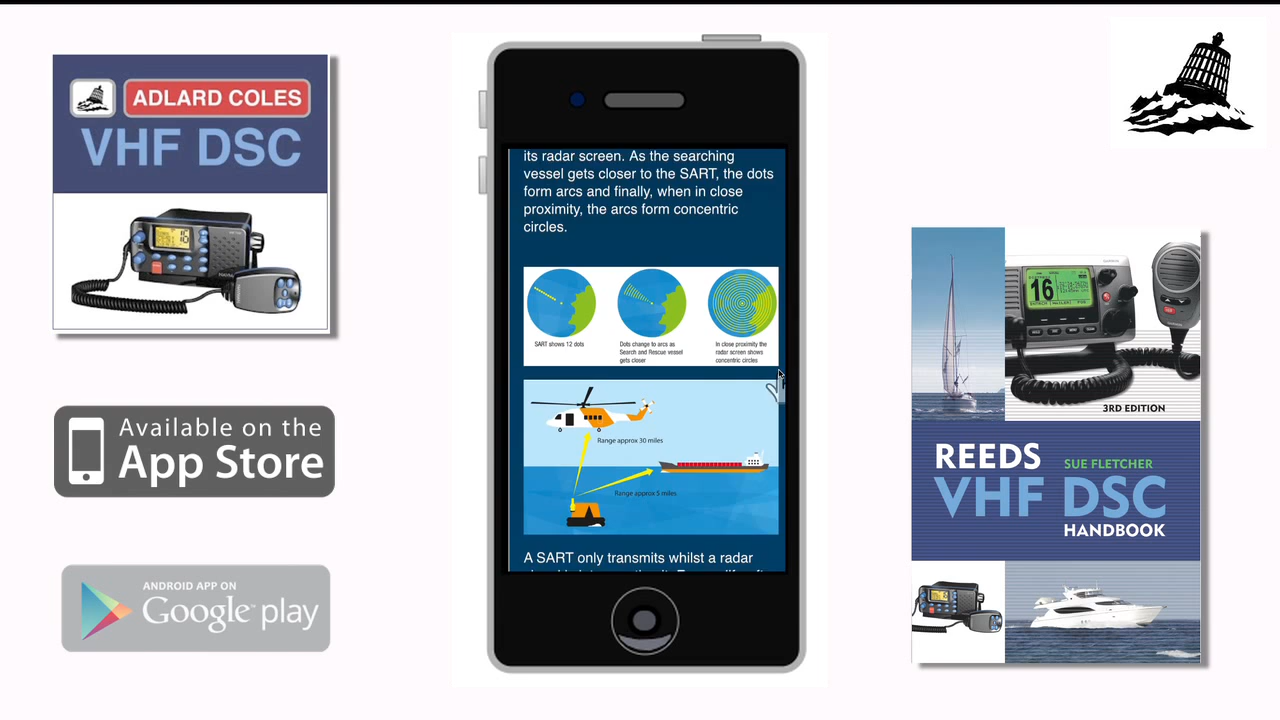 ADLARD COLES
VHF DSC
Available on the
App Store
ANDROID APP ON
Google play
its radar screen. As the searching
vessel gets closer to the SART, the dots
form arcs and finally, when in close
proximity, the arcs form concentric
circles.
SART shows 12 dots
Dots change to arcs as
Search and Rescue vessel
gets closer
In close proximity the
radar screen shows
concentric circles
Range approx 30 miles
Range approx 5 miles
A SART only transmits whilst a radar
16
3RD EDITION
REEDS
SUE FLETCHER
VHF DSC
HANDBOOK